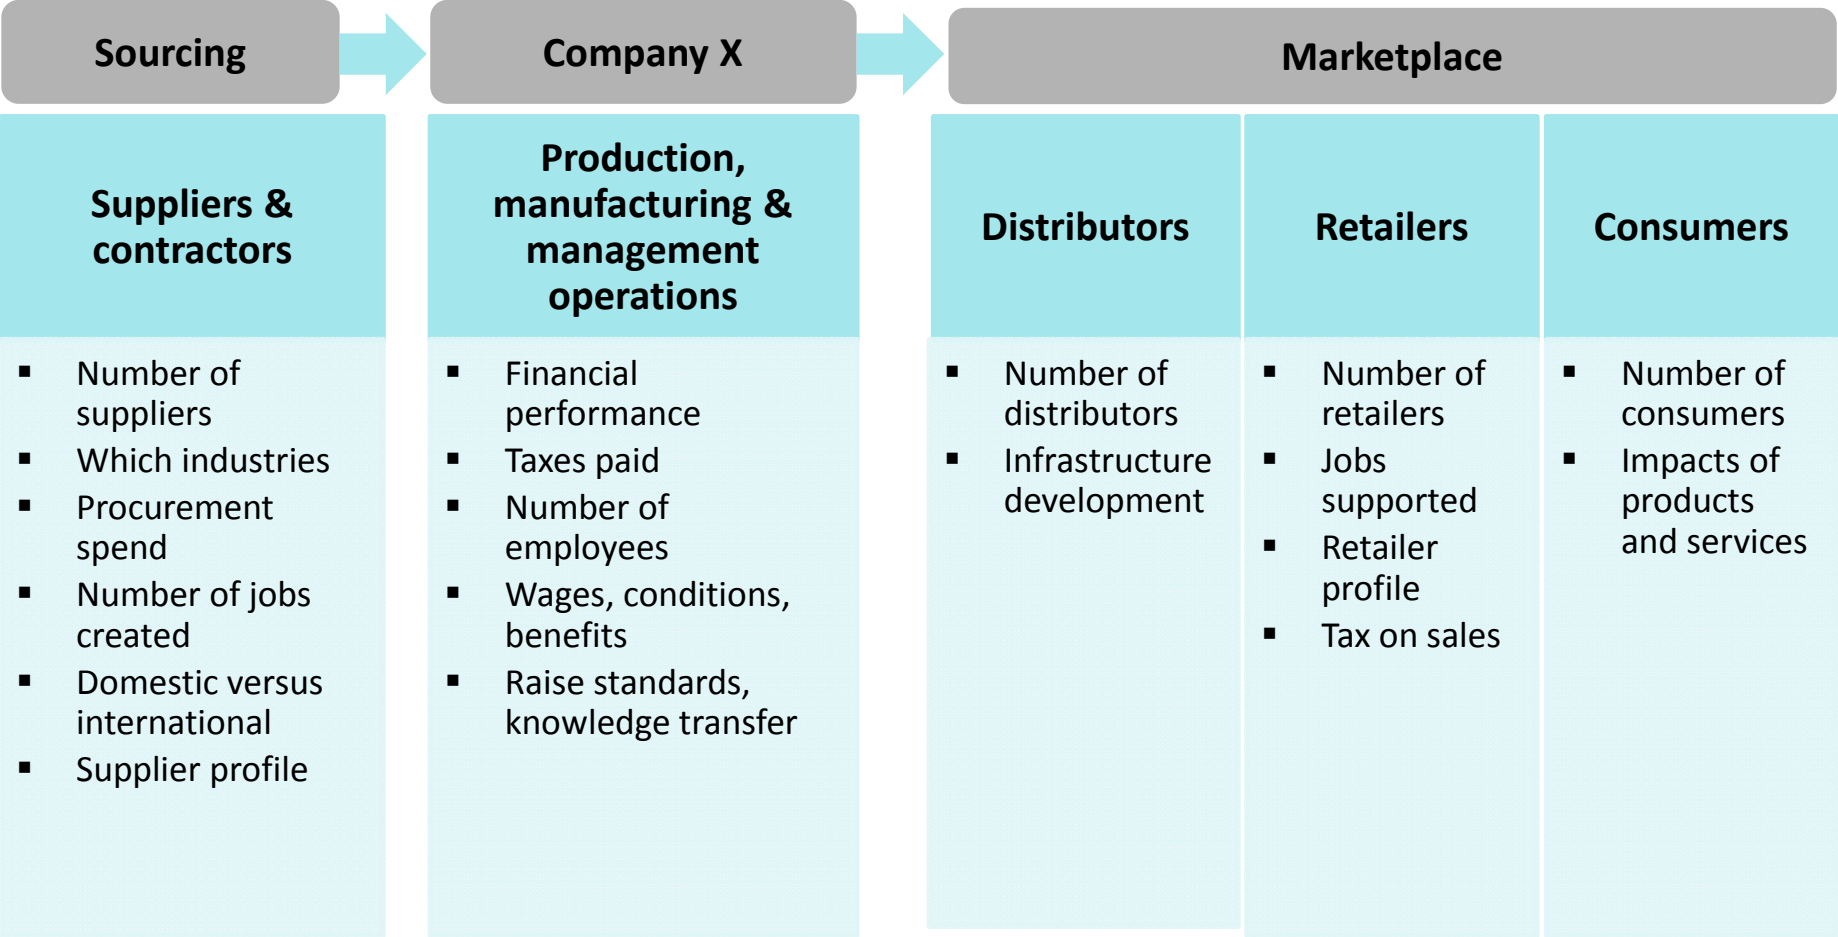 Sourcing
Company X
Marketplace
Suppliers &
contractors
Production,
manufacturing &
management
operations
Distributors
Retailers
Consumers
▪ Number of
suppliers
▪ Which industries
▪ Procurement
spend
▪ Number of jobs
created
▪ Domestic versus
international
▪ Supplier profile
▪ Financial
performance
▪ Taxes paid
▪ Number of
employees
▪ Wages, conditions,
benefits
▪ Raise standards,
knowledge transfer
▪ Number of
distributors
▪ Infrastructure
development
▪ Number of
retailers
▪ Jobs
supported
▪ Retailer
profile
▪ Tax on sales
▪ Number of
consumers
▪ Impacts of
products
and services